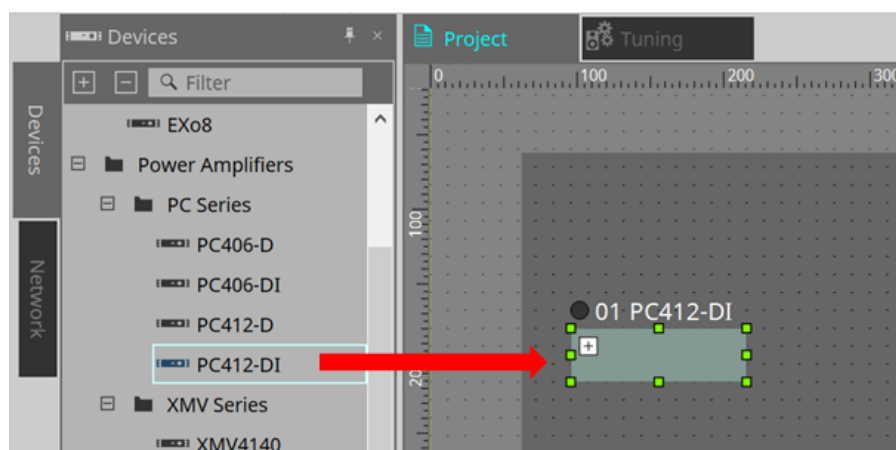 Devices
Project
Tuning
Filter
0
100
200
300
Devices
EXo8
Power Amplifiers
PC Series
100
PC406-D
Network
PC406-DI
PC412-D
01 PC412-DI
PC412-DI
XMV Series
XMV4140